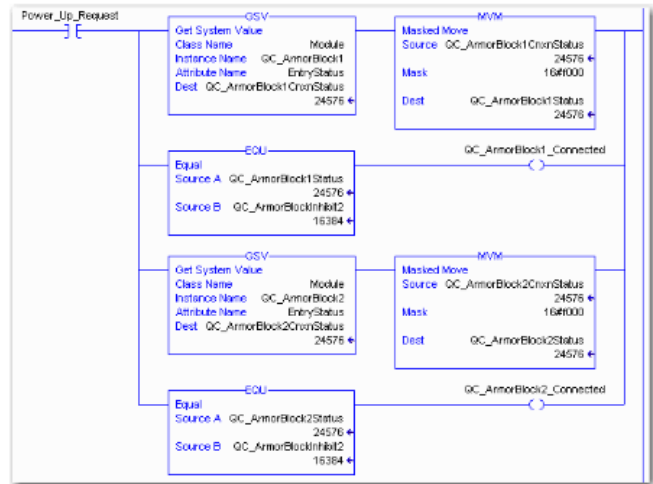 Power_Up_Request
GSV
Get System Value
Class Name Module
Instance Name QC_ArmorBlock1
Attribute Name EntryStatus
Dest QC_ArmorBlock1CnxnStatus
24576
MVM
Masked Move
Source QC_ArmorBlock1CnxnStatus
24576
Mask 16#f000
Dest QC_ArmorBlock1Status
24576
EQU
Equal
Source A QC_ArmorBlock1Status
24576
Source B QC_ArmorBlockInhibit2
16384
QC_ArmorBlock1_Connected
GSV
Get System Value
Class Name Module
Instance Name QC_ArmorBlock2
Attribute Name EntryStatus
Dest QC_ArmorBlock2CnxnStatus
24576
MVM
Masked Move
Source QC_ArmorBlock2CnxnStatus
24576
Mask 16#f000
Dest QC_ArmorBlock2Status
24576
EQU
Equal
Source A QC_ArmorBlock2Status
24576
Source B QC_ArmorBlockInhibit2
16384
QC_ArmorBlock2_Connected